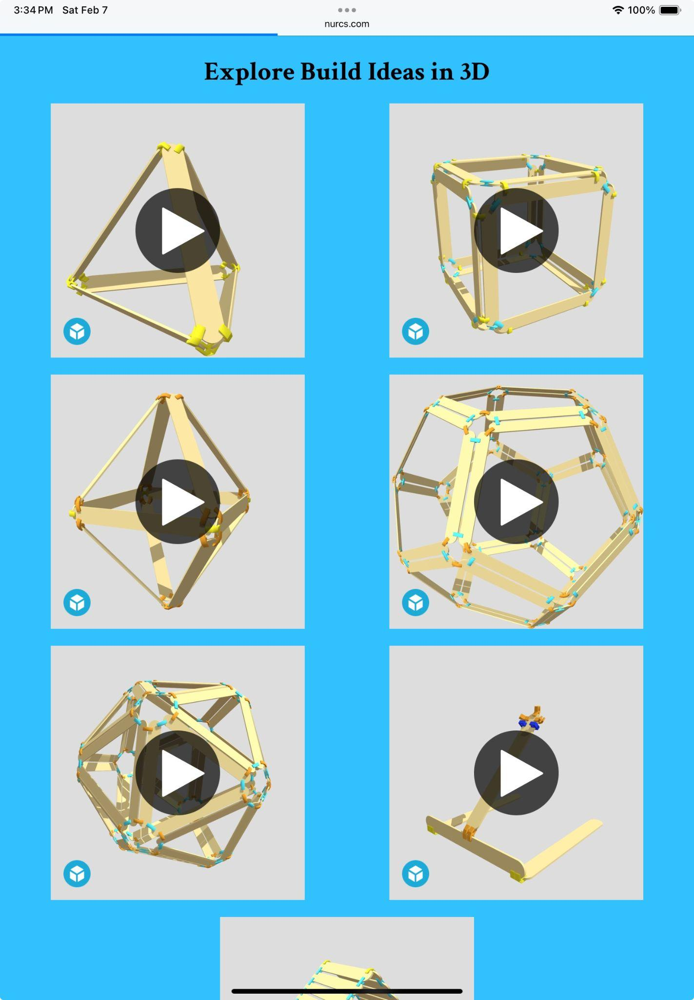 3:34 PM Sat Feb 7
100%
nurcs.com
Explore Build Ideas in 3D